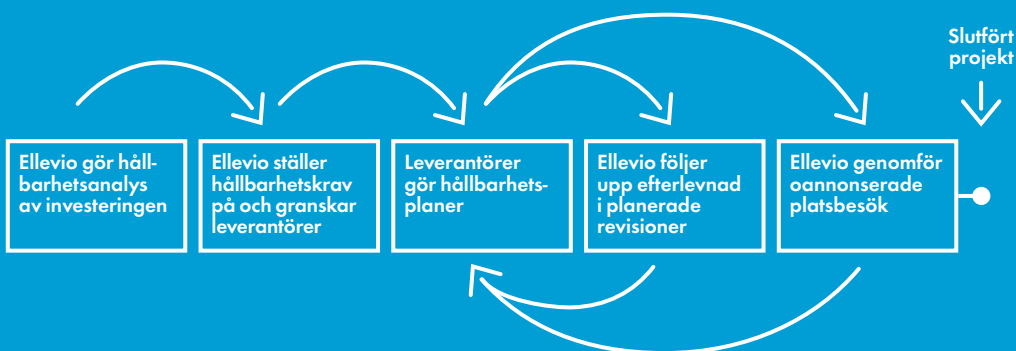 Slutfört
projekt
Ellevio gör håll-
barhetsanalys
av investeringen
Ellevio ställer
hållbarhetskrav
på och granskar
leverantörer
Leverantörer
gör hållbarhets-
planer
Ellevio följer
upp efterlevnad
i planerade
revisioner
Ellevio genomför
oannonserade
platsbesök